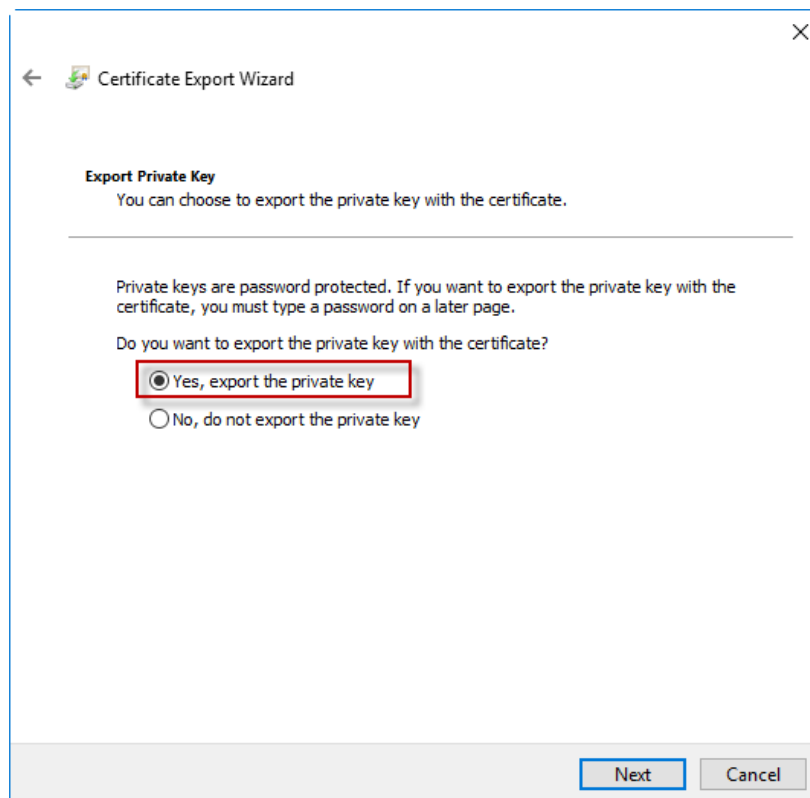 Certificate Export Wizard
Export Private Key
You can choose to export the private key with the certificate.
Private keys are password protected. If you want to export the private key with the
certificate, you must type a password on a later page.
Do you want to export the private key with the certificate?
Yes, export the private key
No, do not export the private key
Next Cancel